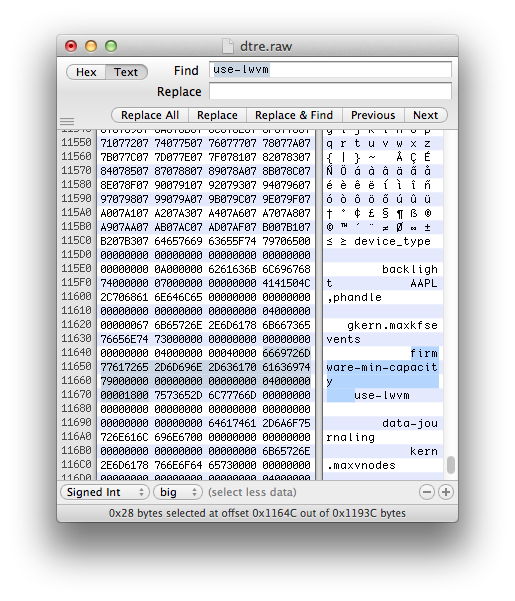 dtre.raw
Hex Text Find use-lwvm
Replace
Replace All Replace Replace & Find Previous Next
11550 71077207 74077507 76077707 78077A07 q r t u v w x z
11560 7B077C07 7D077E07 7F078107 82078307 { | } ~ Å Ç É
11570 84078507 87078807 89078A07 8B078C07 Ñ Ö á à â ä ã å
11580 8E078F07 90079107 92079307 94079607 é è ê ë í ì î ñ
11590 97079807 99079A07 9B079C07 9E079F07 ó ò ô ö õ ú û ü
115A0 A007A107 A207A307 A407A607 A707A807 † ° ¢ £ § ¶ ß ®
115B0 A907AA07 AB07AC07 AD07AF07 B007B107 © ™ ´ ¨ ≠ Ø ∞ ±
115C0 B207B307 64657669 63655F74 79706500 ≤ ≥ device_type
115D0 00000000 00000000 00000000 00000000
115E0 00000000 0A000000 6261636B 6C696768 backligh
115F0 74000000 07000000 00000000 4141504C t AAPL
11600 2C706861 6E646C65 00000000 00000000 ,phandle
11610 00000000 00000000 00000000 04000000
11620 00000067 6B65726E 2E6D6178 6B667365 gkern.maxkfse
11630 76656E74 73000000 00000000 00000000 vents
11640 00000000 04000000 00040000 6669726D firm
11650 77617265 2D6D696E 2D636170 61636974 ware-min-capacit
11660 79000000 00000000 00000000 04000000 y
11670 00001800 7573652D 6C77766D 00000000 use-lwvm
11680 00000000 00000000 00000000 00000000
11690 00000000 00000000 64617461 2D6A6F75 data-jou
116A0 726E616C 696E6700 00000000 00000000 rnaling
116B0 00000000 00000000 00000000 6B65726E kern
116C0 2E6D6178 766E6F64 65730000 00000000 .maxvnodes
116D0 00000000 00000000 00000000 00000000
Signed Int big (select less data)
0x28 bytes selected at offset 0x1164C out of 0x1193C bytes